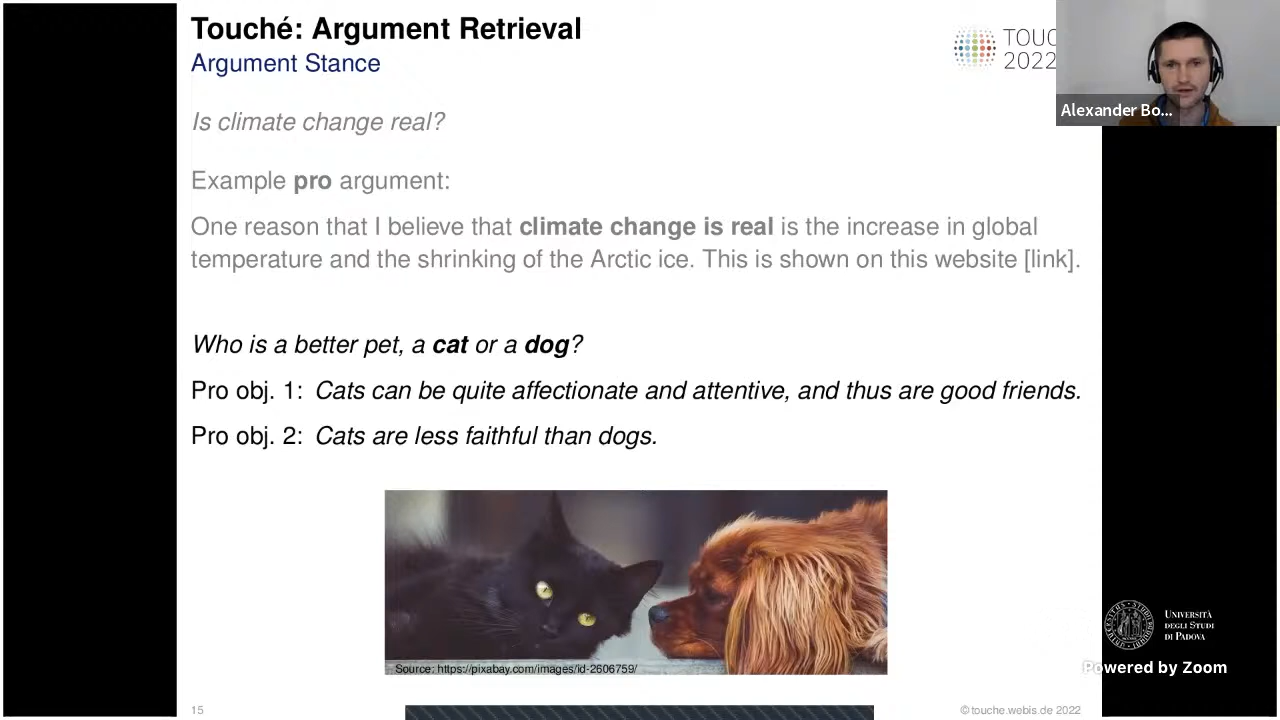 Touché: Argument Retrieval
Argument Stance
TOUC
2022
Alexander Bo...
Is climate change real?
Example pro argument:
One reason that I believe that climate change is real is the increase in global
temperature and the shrinking of the Arctic ice. This is shown on this website [link].
Who is a better pet, a cat or a dog?
Pro obj. 1: Cats can be quite affectionate and attentive, and thus are good friends.
Pro obj. 2: Cats are less faithful than dogs.
Source: https://pixabay.com/images/id-2606759/
UNIVERSITÀ
DEGLI STUDI
DI PADOVA
Powered by Zoom
15
© touche.webis.de 2022